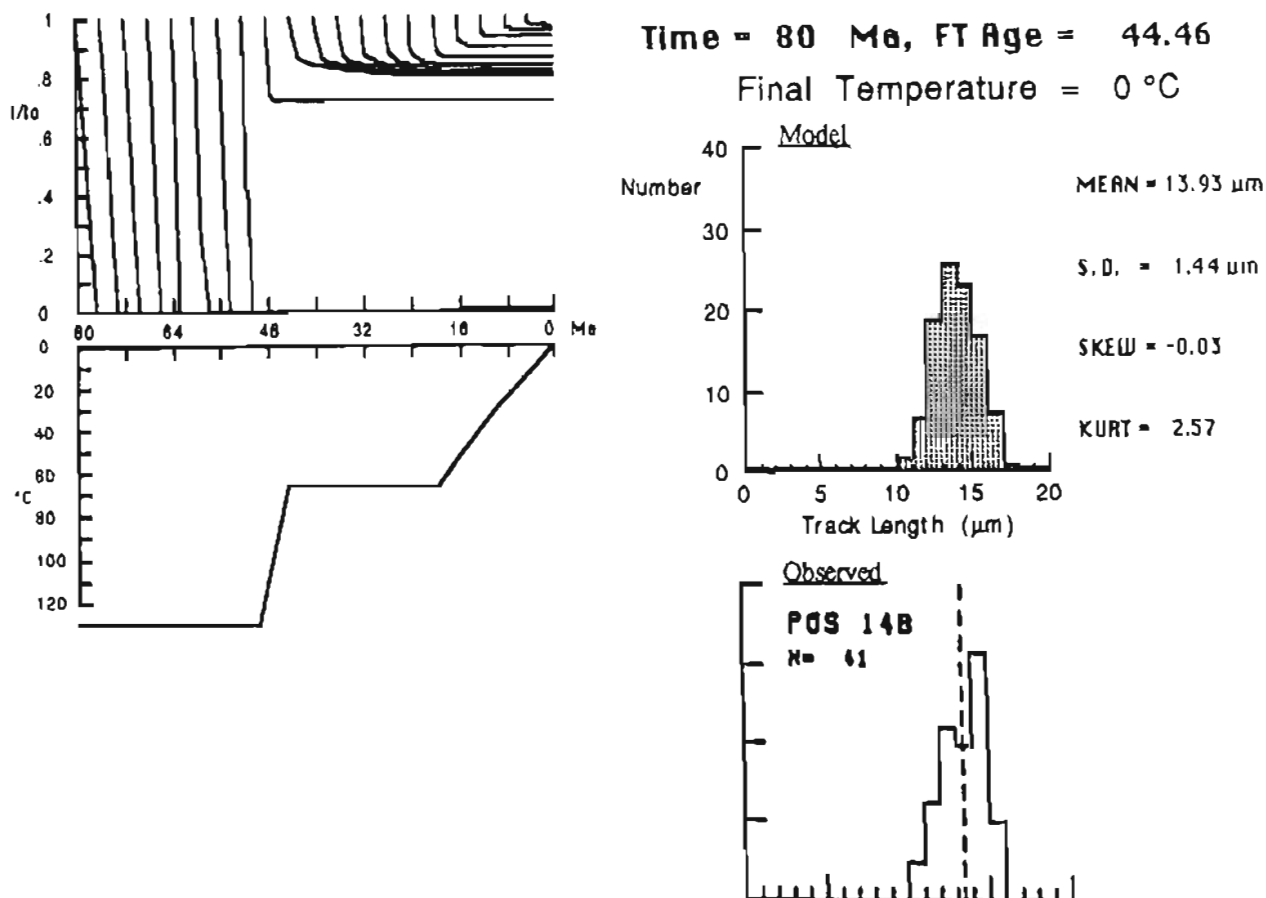 Time = 80 Ma, FT Age = 44.46
Final Temperature = 0 °C
1
.8
l/lo
.6
.4
.2
0
80 64 48 32 16 0 Ma
0
20
40
60
°C
80
100
120
Model
40
Number
30
20
10
0
0 5 10 15 20
Track Length (µm)
MEAN = 13.93 µm
S.D. = 1.44 µm
SKEW = -0.03
KURT = 2.57
Observed
POS 14B
N= 41